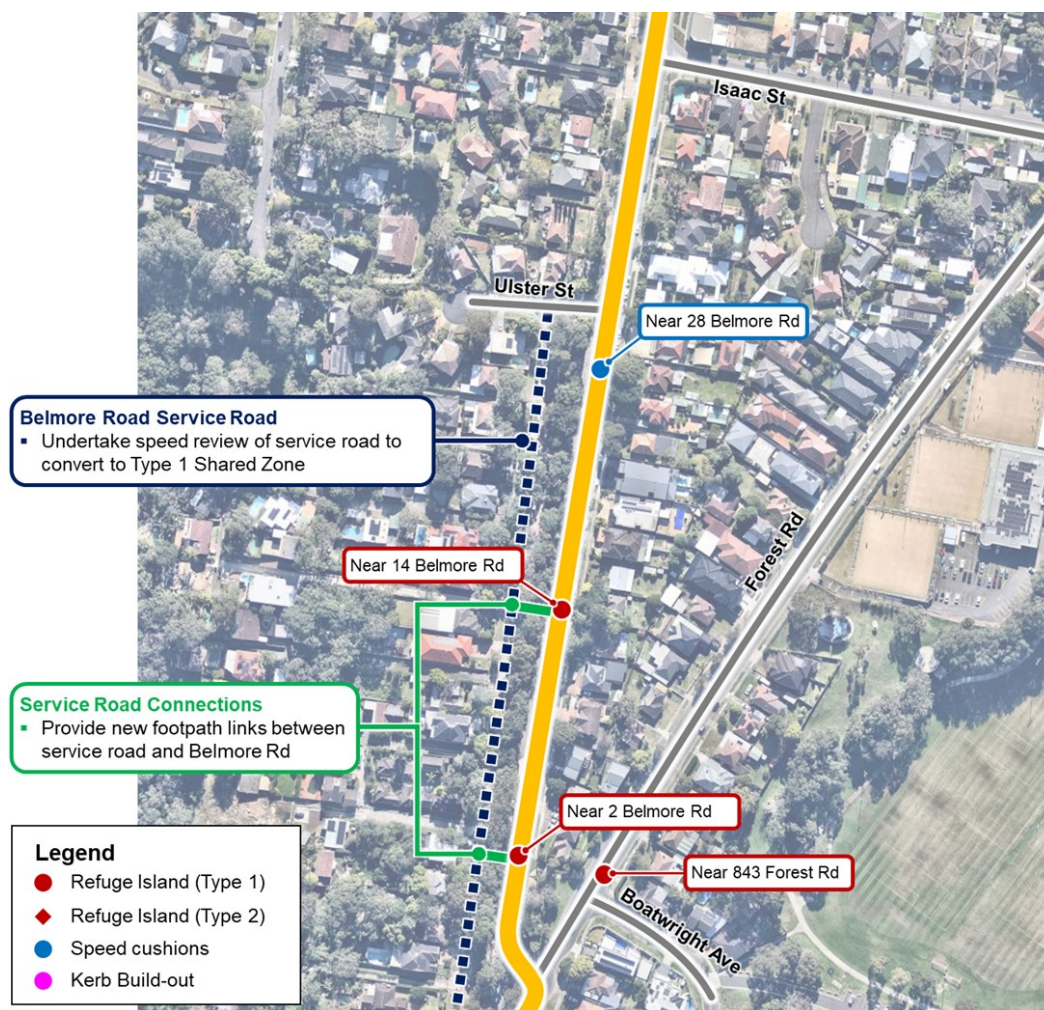 Isaac St
Ulster St
Near 28 Belmore Rd
Belmore Road Service Road
▪ Undertake speed review of service road to
convert to Type 1 Shared Zone
Forest Rd
Near 14 Belmore Rd
Service Road Connections
▪ Provide new footpath links between
service road and Belmore Rd
Near 2 Belmore Rd
Near 843 Forest Rd
Boatwright Ave
Legend
Refuge Island (Type 1)
Refuge Island (Type 2)
Speed cushions
Kerb Build-out